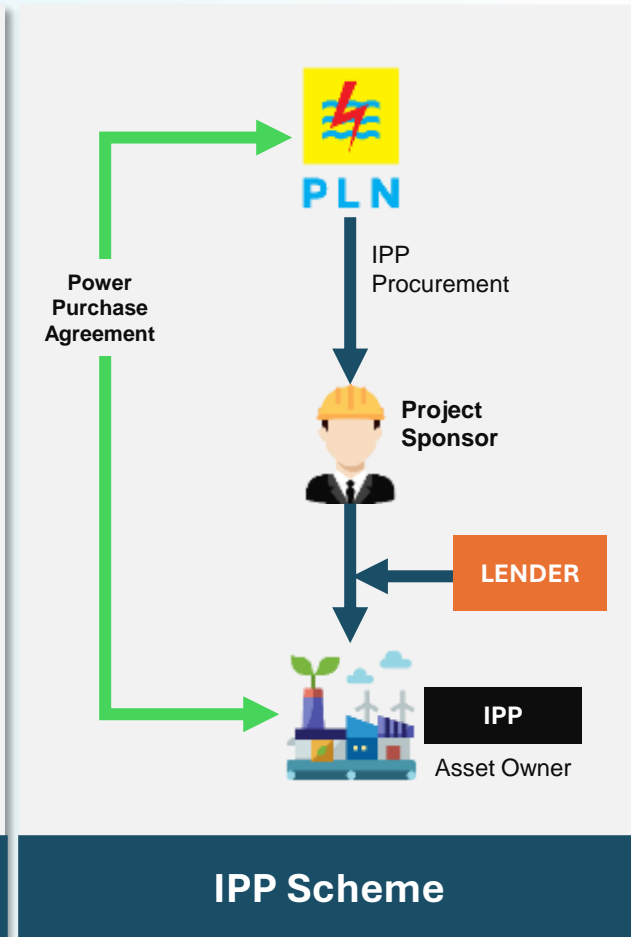 PLN
IPP
Procurement
Power
Purchase
Agreement
Project
Sponsor
LENDER
IPP
Asset Owner
IPP Scheme